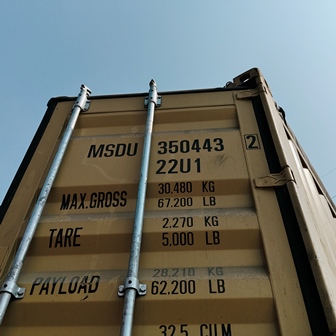 MSDU 350443 2
22U1
MAX.GROSS 30.480 KG
67.200 LB
TARE 2.270 KG
5.000 LB
PAYLOAD 28.210 KG
62.200 LB
32.5 CU.M